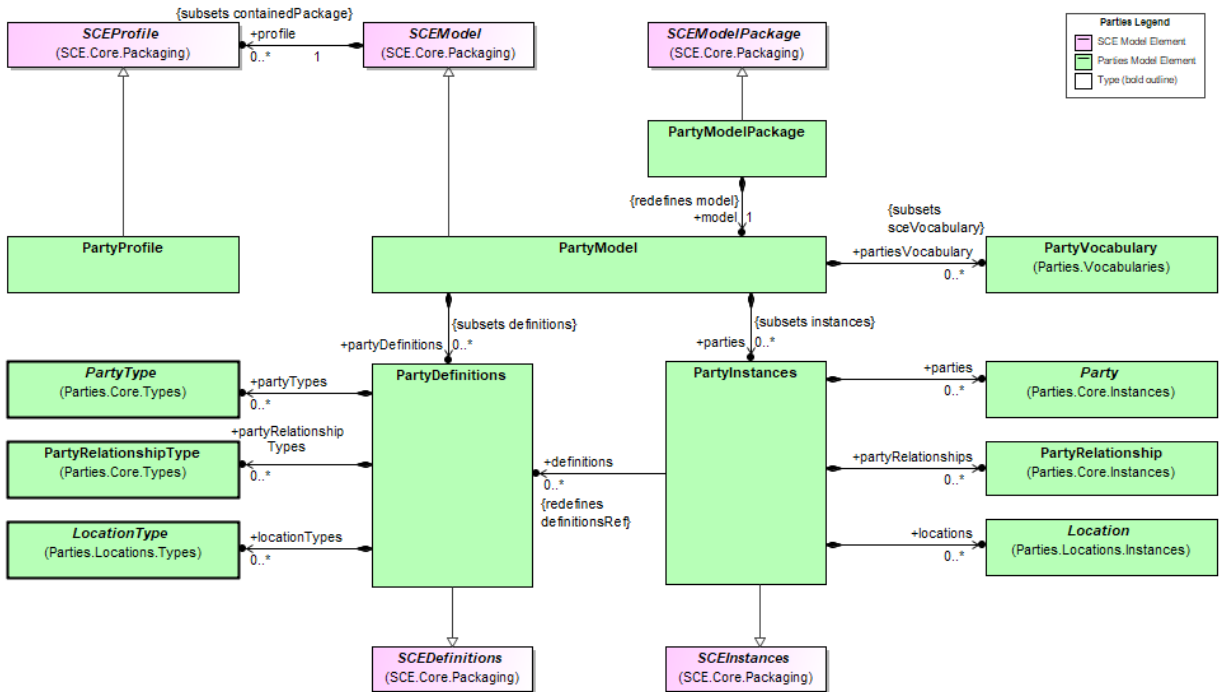 {subsets containedPackage}
SCEProfile
(SCE.Core.Packaging)
+profile
0..*
1
SCEModel
(SCE.Core.Packaging)
SCEModelPackage
(SCE.Core.Packaging)
Parties Legend
SCE Model Element
Parties Model Element
Type (bold outline)
PartyModelPackage
{redefines model}
+model
1
PartyProfile
PartyModel
{subsets
sceVocabulary}
+partiesVocabulary
0..*
PartyVocabulary
(Parties.Vocabularies)
{subsets definitions}
+partyDefinitions
0..*
{subsets instances}
+parties
0..*
PartyType
(Parties.Core.Types)
+partyTypes
0..*
PartyDefinitions
PartyInstances
+parties
0..*
Party
(Parties.Core.Instances)
+partyRelationship
Types
0..*
PartyRelationshipType
(Parties.Core.Types)
+definitions
0..*
{redefines
definitionsRef}
+partyRelationships
0..*
PartyRelationship
(Parties.Core.Instances)
LocationType
(Parties.Locations.Types)
+locationTypes
0..*
+locations
0..*
Location
(Parties.Locations.Instances)
SCEDefinitions
(SCE.Core.Packaging)
SCEInstances
(SCE.Core.Packaging)